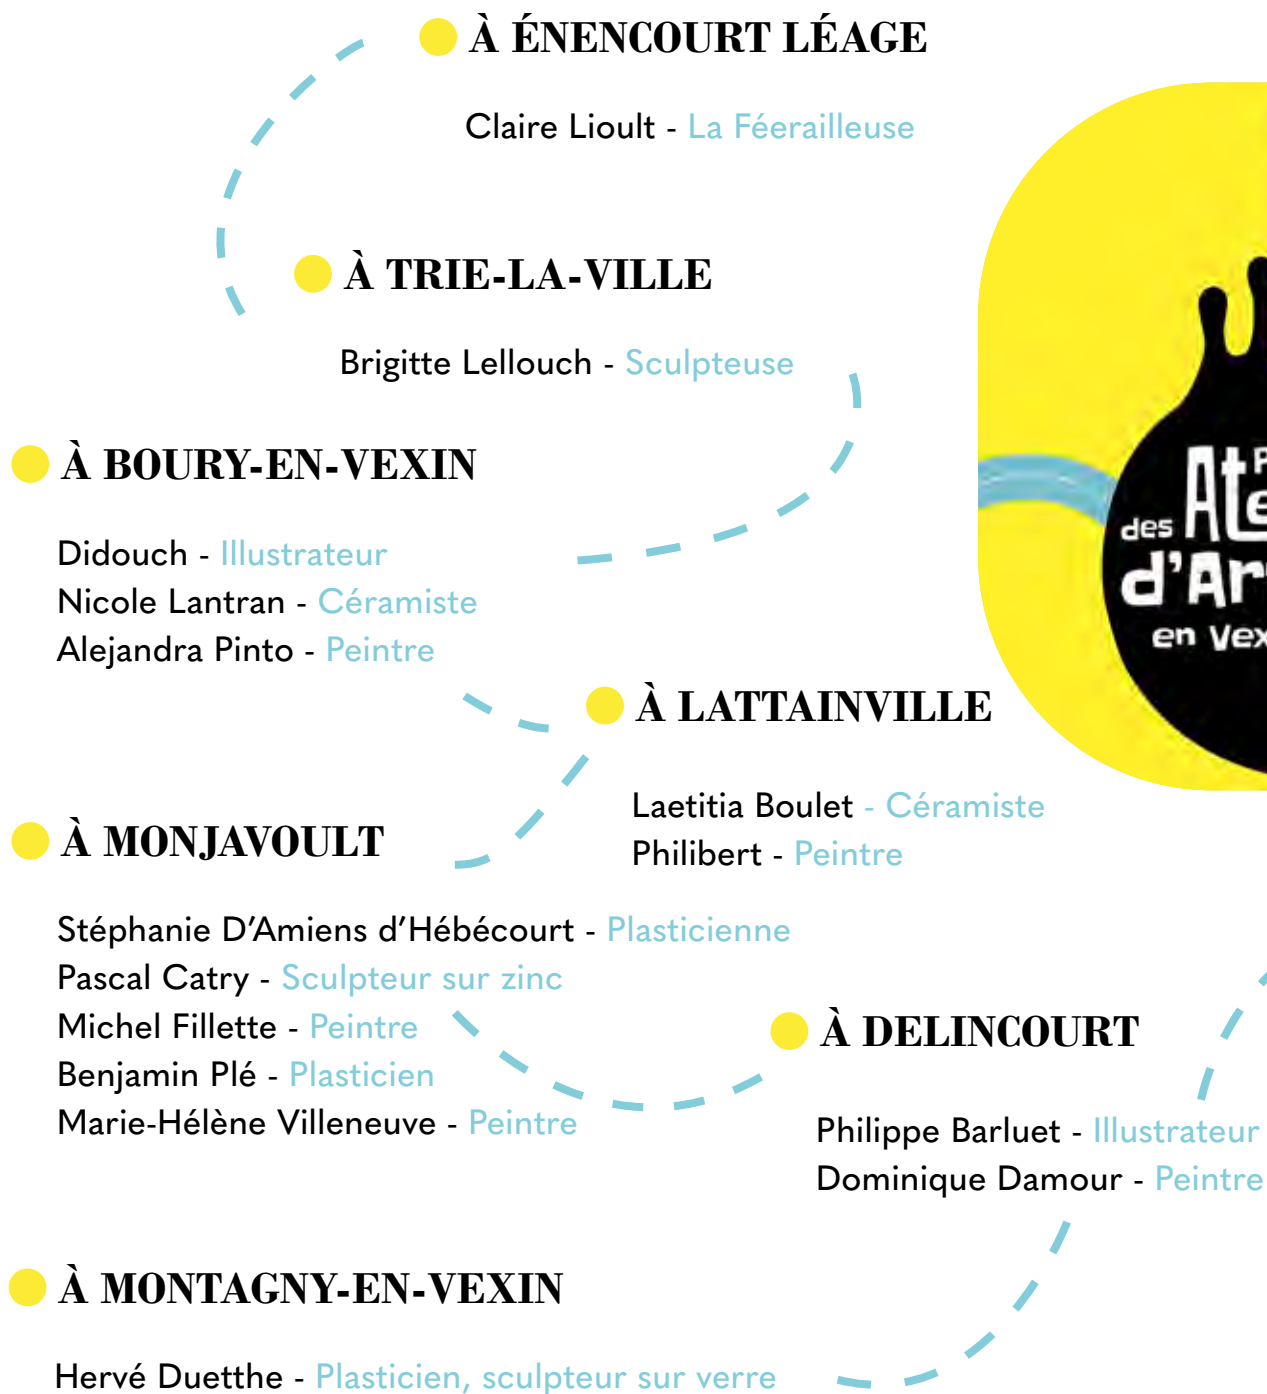 À ÉNENCOURT LÉAGE
Claire Lioult - La Féerailleuse
À TRIE-LA-VILLE
Brigitte Lellouch - Sculpteuse
À BOURY-EN-VEXIN
Didouch - Illustrateur
Nicole Lantran - Céramiste
Alejandra Pinto - Peintre
des
d'Ar
en Vex
À LATTAINVILLE
Laetitia Boulet - Céramiste
Philibert - Peintre
À MONJAVOULT
Stéphanie D'Amiens d'Hébécourt - Plasticienne
Pascal Catry - Sculpteur sur zinc
Michel Fillette - Peintre
Benjamin Plé - Plasticien
Marie-Hélène Villeneuve - Peintre
À DELINCOURT
Philippe Barluet - Illustrateur
Dominique Damour - Peintre
À MONTAGNY-EN-VEXIN
Hervé Duetthe - Plasticien, sculpteur sur verre